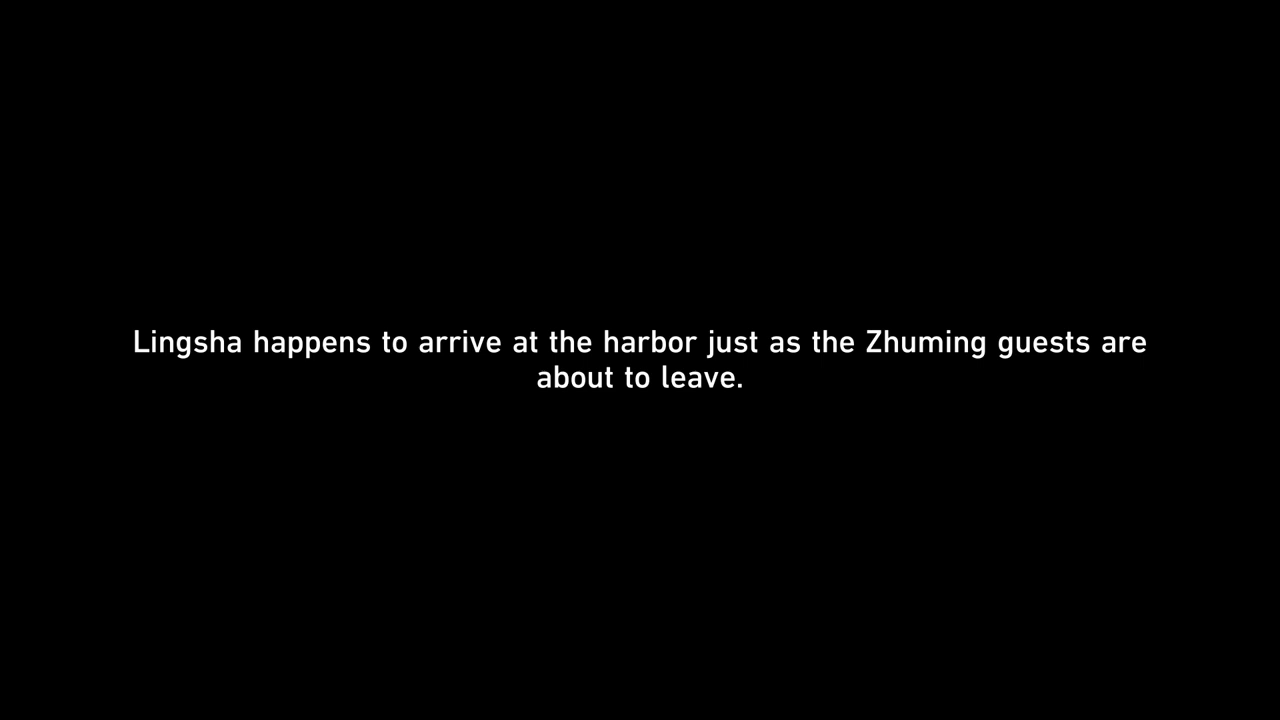 Lingsha happens to arrive at the harbor just as the Zhuming guests are
about to leave.